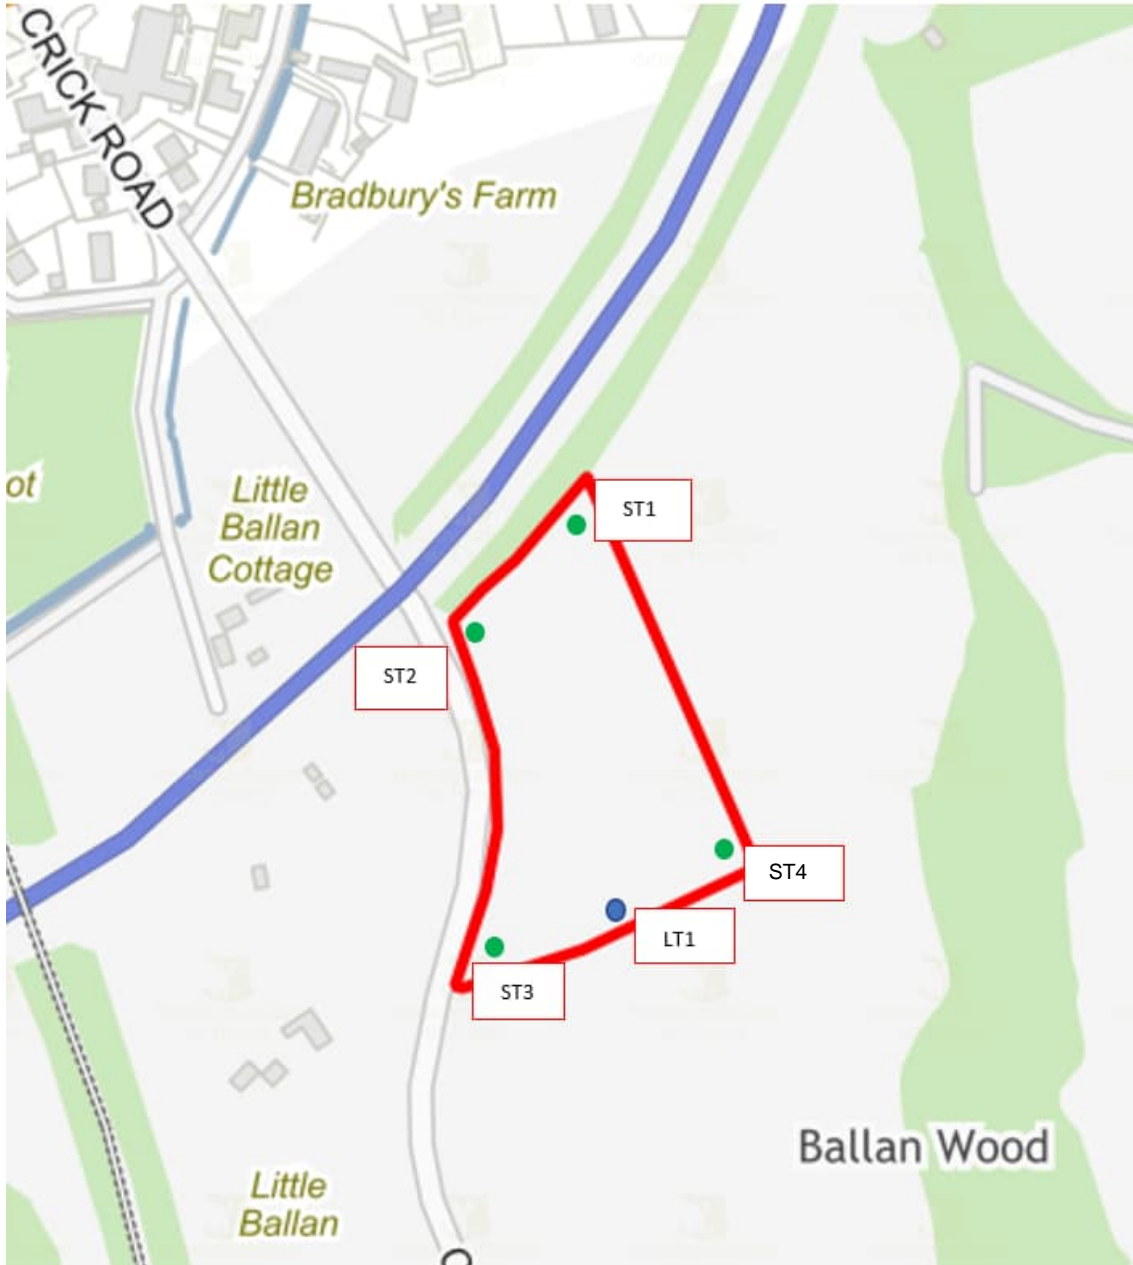 CRICK ROAD
Bradbury's Farm
ot
Little
Ballan
Cottage
ST1
ST2
ST4
LT1
ST3
Ballan Wood
Little
Ballan